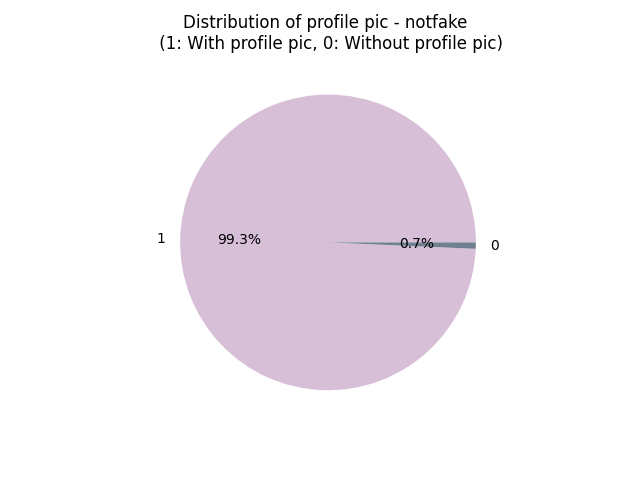 Distribution of profile pic - notfake
(1: With profile pic, 0: Without profile pic)
1
99.3%
0.7%
0